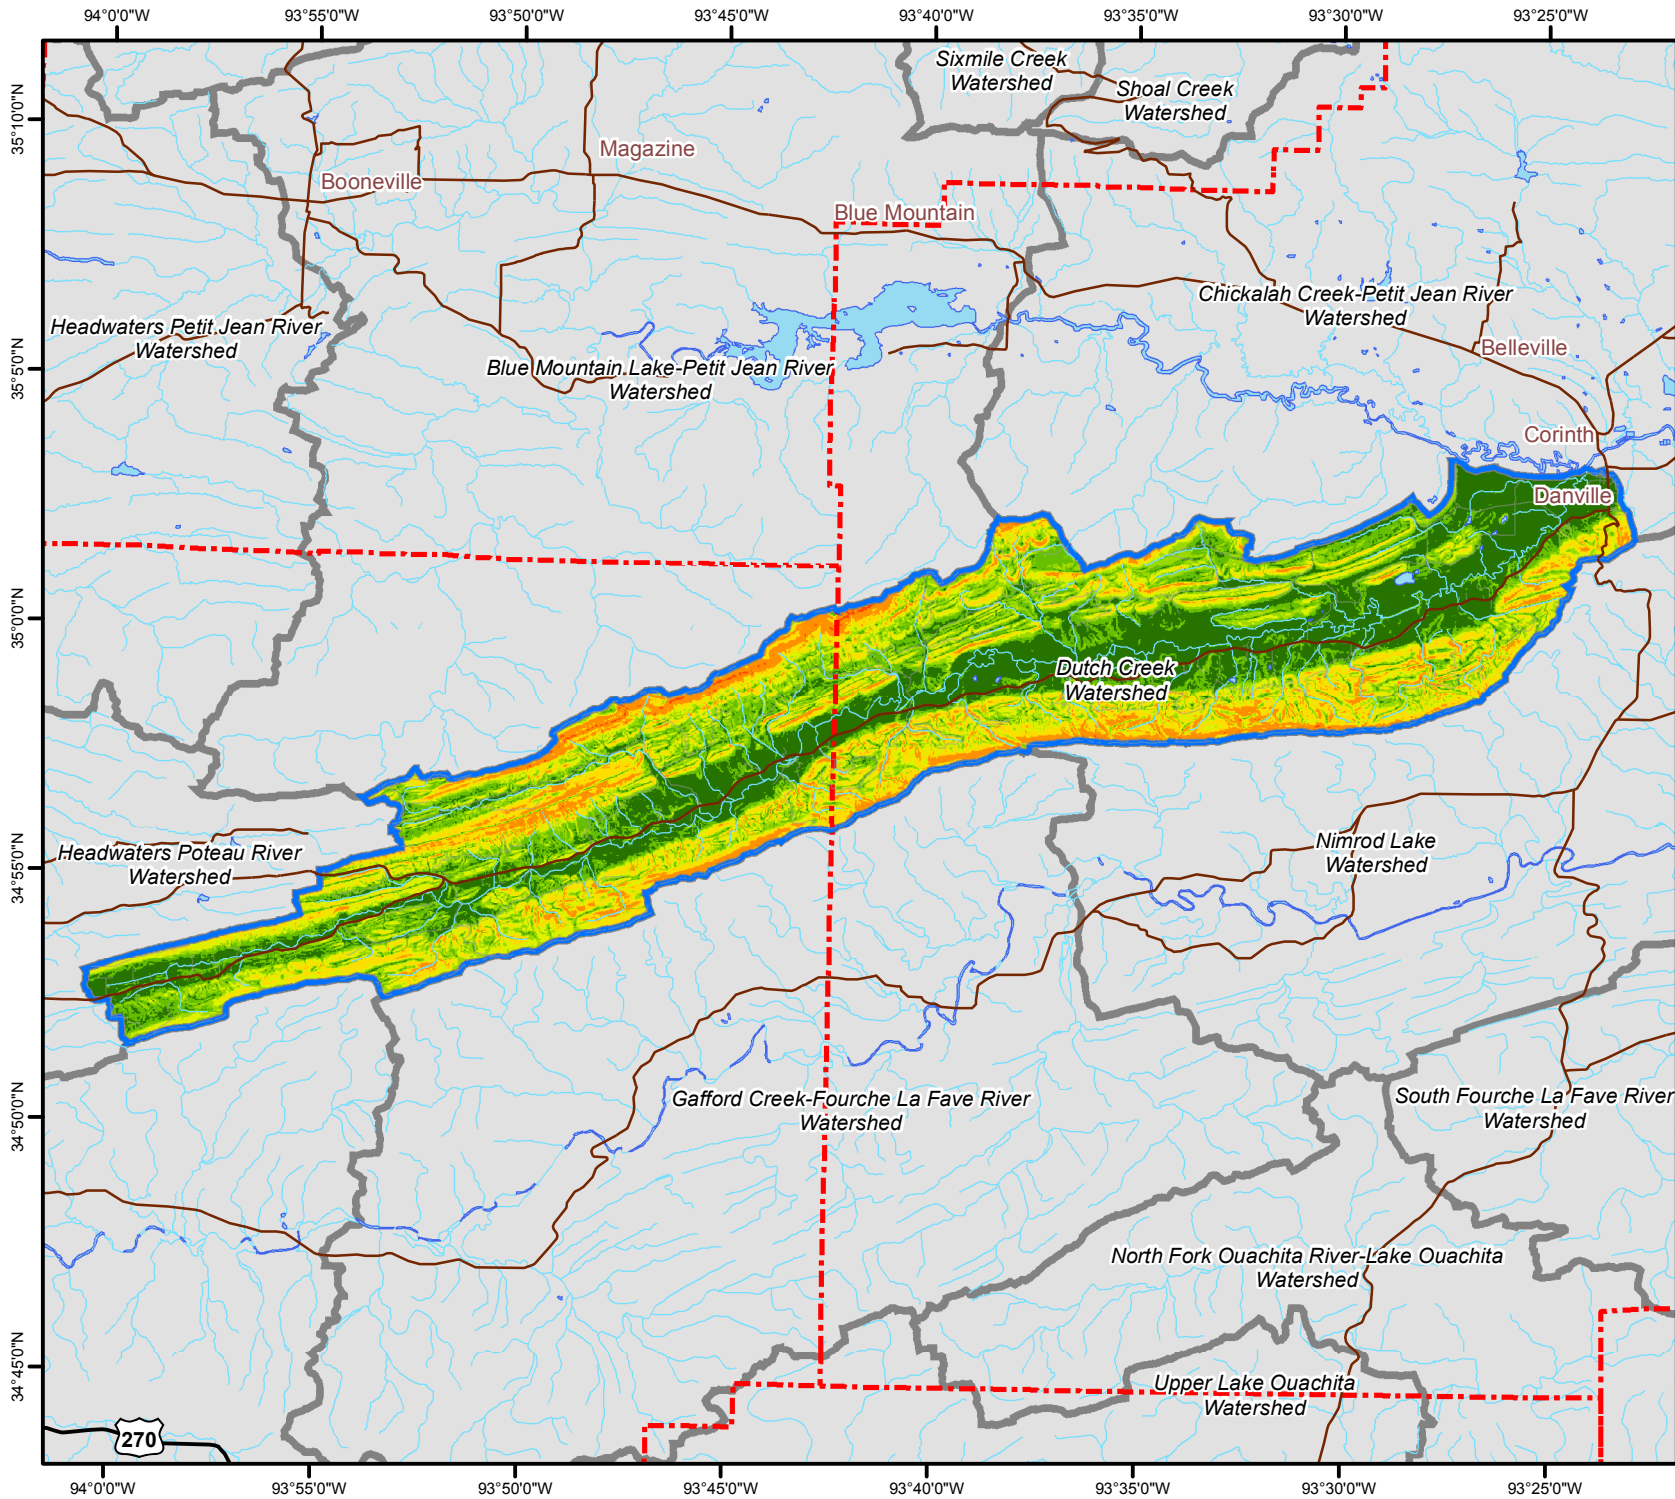 94°0'0"W
93°55'0"W
93°50'0"W
93°45'0"W
93°40'0"W
93°35'0"W
93°30'0"W
93°25'0"W
Sixmile Creek
Watershed
Shoal Creek
Watershed
35°10'0"N
Magazine
Booneville
Blue Mountain
Chickalah Creek-Petit Jean River
Watershed
Headwaters Petit Jean River
Watershed
Belleville
35°5'0"N
Blue Mountain Lake-Petit Jean River
Watershed
Corinth
Danville
35°0'0"N
Dutch Creek
Watershed
Nimrod Lake
Watershed
Headwaters Poteau River
Watershed
34°55'0"N
34°50'0"N
Gafford Creek-Fourche La Fave River
Watershed
South Fourche La Fave River
Watershed
North Fork Ouachita River-Lake Ouachita
Watershed
34°45'0"N
Upper Lake Ouachita
Watershed
270
94°0'0"W
93°55'0"W
93°50'0"W
93°45'0"W
93°40'0"W
93°35'0"W
93°30'0"W
93°25'0"W